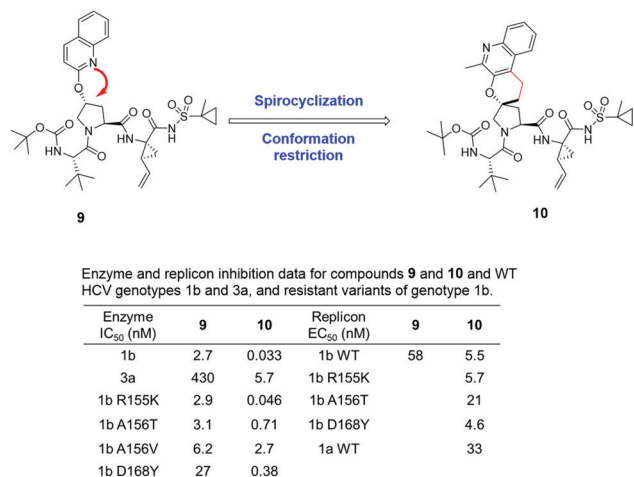 N
O
O
O
N
O
NH
O
N
H
O
O
S
O
NH
9
Spirocyclization
Conformation
restriction
N
O
O
O
N
O
NH
O
N
H
O
O
S
O
NH
10
Enzyme and replicon inhibition data for compounds 9 and 10 and WT
HCV genotypes 1b and 3a, and resistant variants of genotype 1b.
Enzyme IC50 (nM) 9 10 Replicon EC50 (nM) 9 10
1b 2.7 0.033 1b WT 58 5.5
3a 430 5.7 1b R155K 5.7
1b R155K 2.9 0.046 1b A156T 21
1b A156T 3.1 0.71 1b D168Y 4.6
1b A156V 6.2 2.7 1a WT 33
1b D168Y 27 0.38